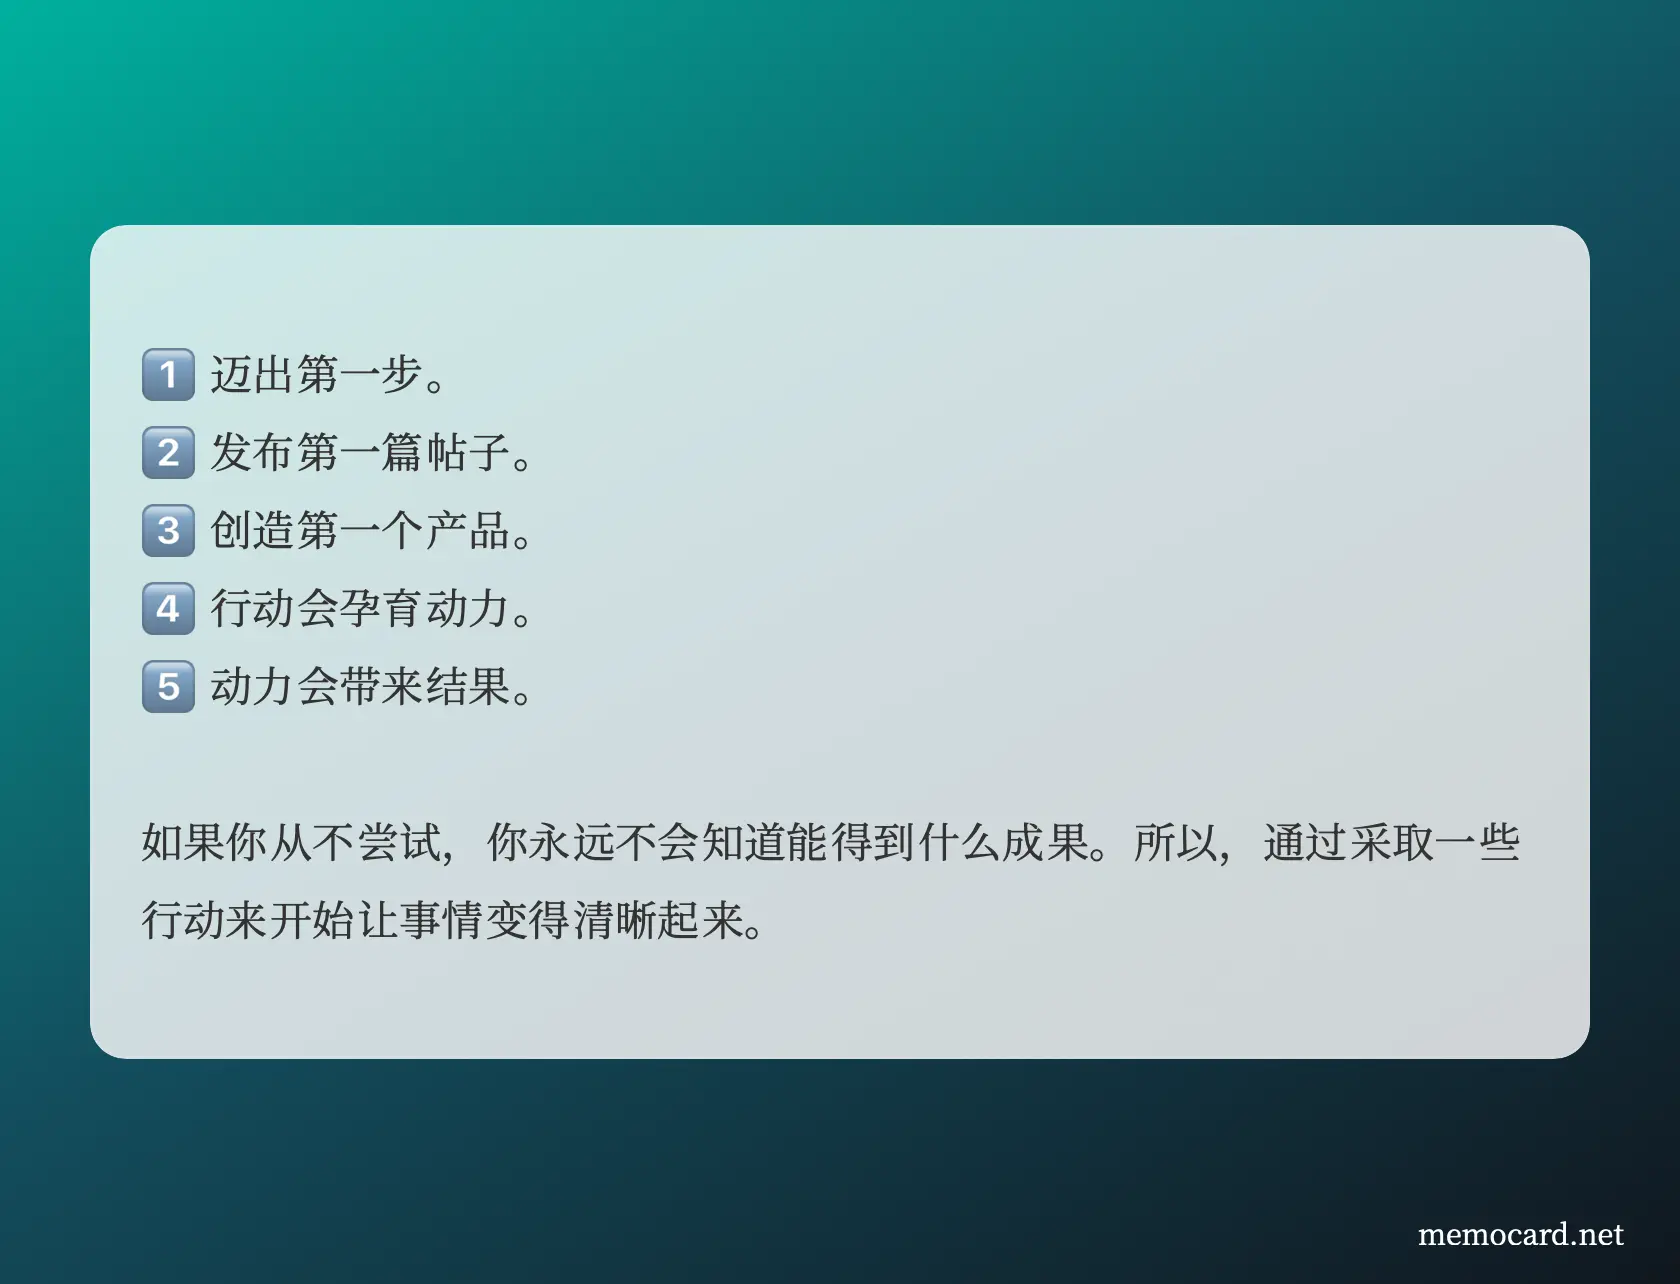 1️⃣ 迈出第一步。
2️⃣ 发布第一篇帖子。
3️⃣ 创造第一个产品。
4️⃣ 行动会孕育动力。
5️⃣ 动力会带来结果。
如果你从不尝试，你永远不会知道能得到什么成果。所以，通过采取一些
行动来开始让事情变得清晰起来。
memocard.net